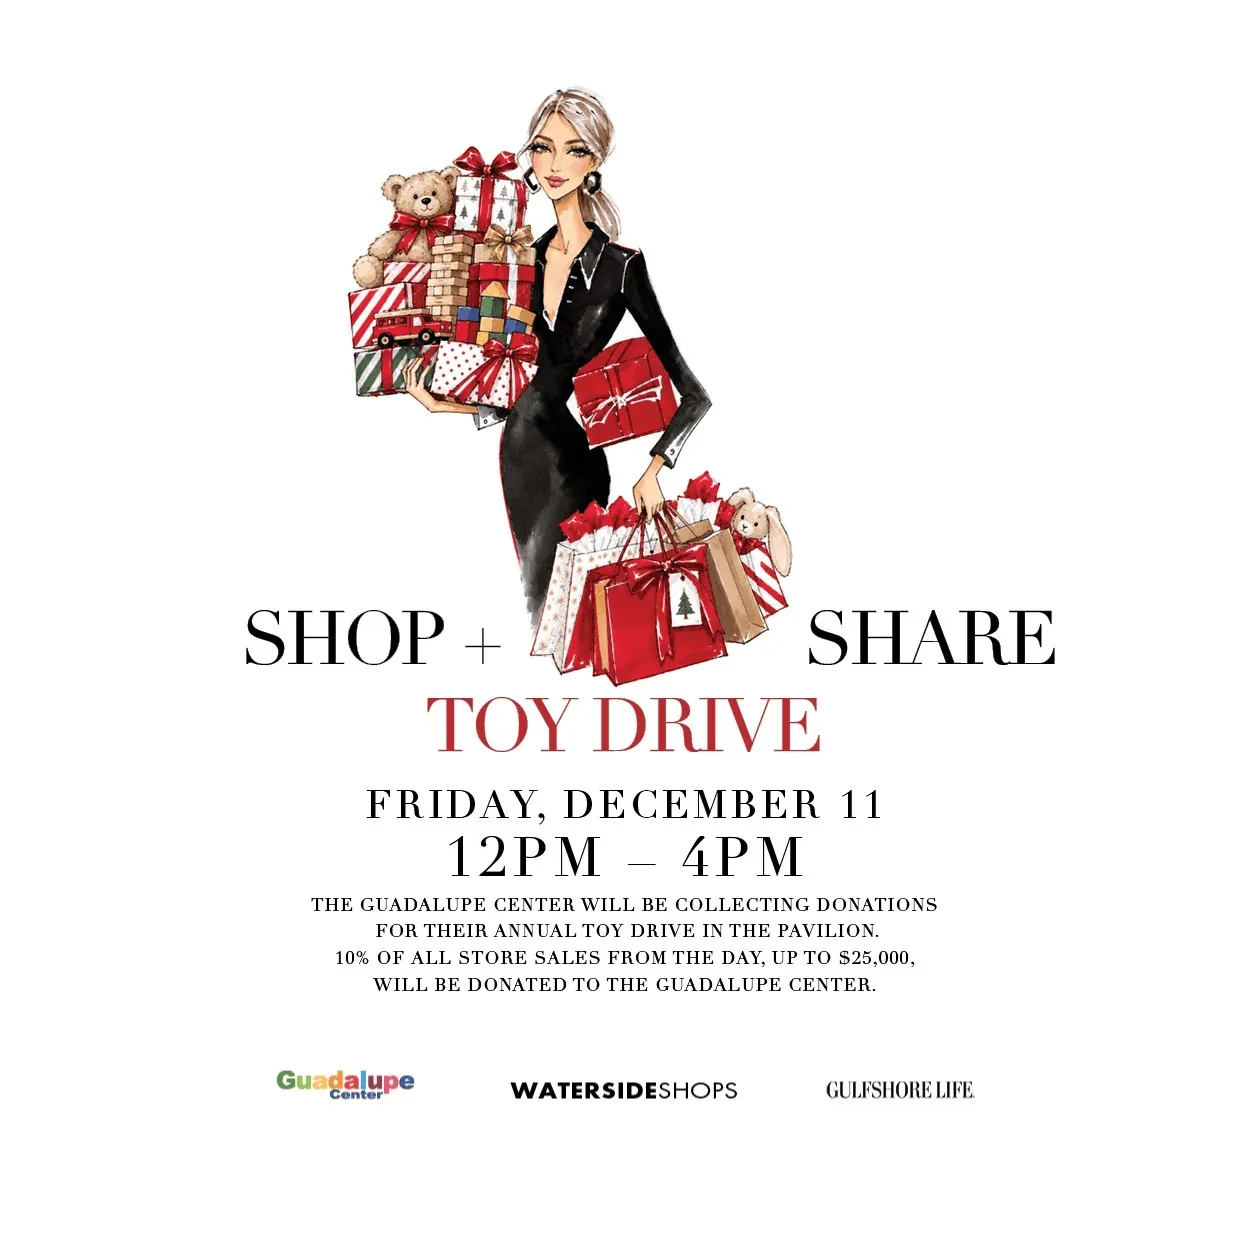 SHOP + SHARE
TOY DRIVE
FRIDAY, DECEMBER 11
12PM – 4PM
THE GUADALUPE CENTER WILL BE COLLECTING DONATIONS
FOR THEIR ANNUAL TOY DRIVE IN THE PAVILION.
10% OF ALL STORE SALES FROM THE DAY, UP TO $25,000,
WILL BE DONATED TO THE GUADALUPE CENTER.
Guadalupe
Center
WATERSIDESHOPS
GULFSHORE LIFE